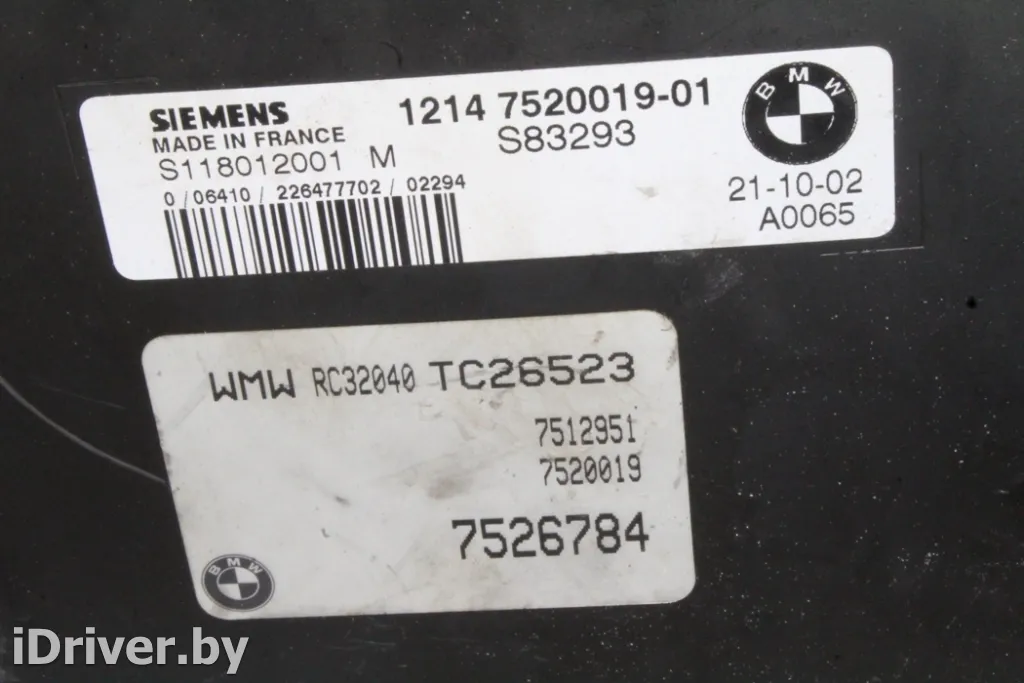 SIEMENS
MADE IN FRANCE
S118012001 M
0/06410/226477702/02294
1214 7520019-01
S83293
BMW
21-10-02
A0065
WMW RC32040 TC26523
7512951
7520019
7526784
BMW
iDriver.by